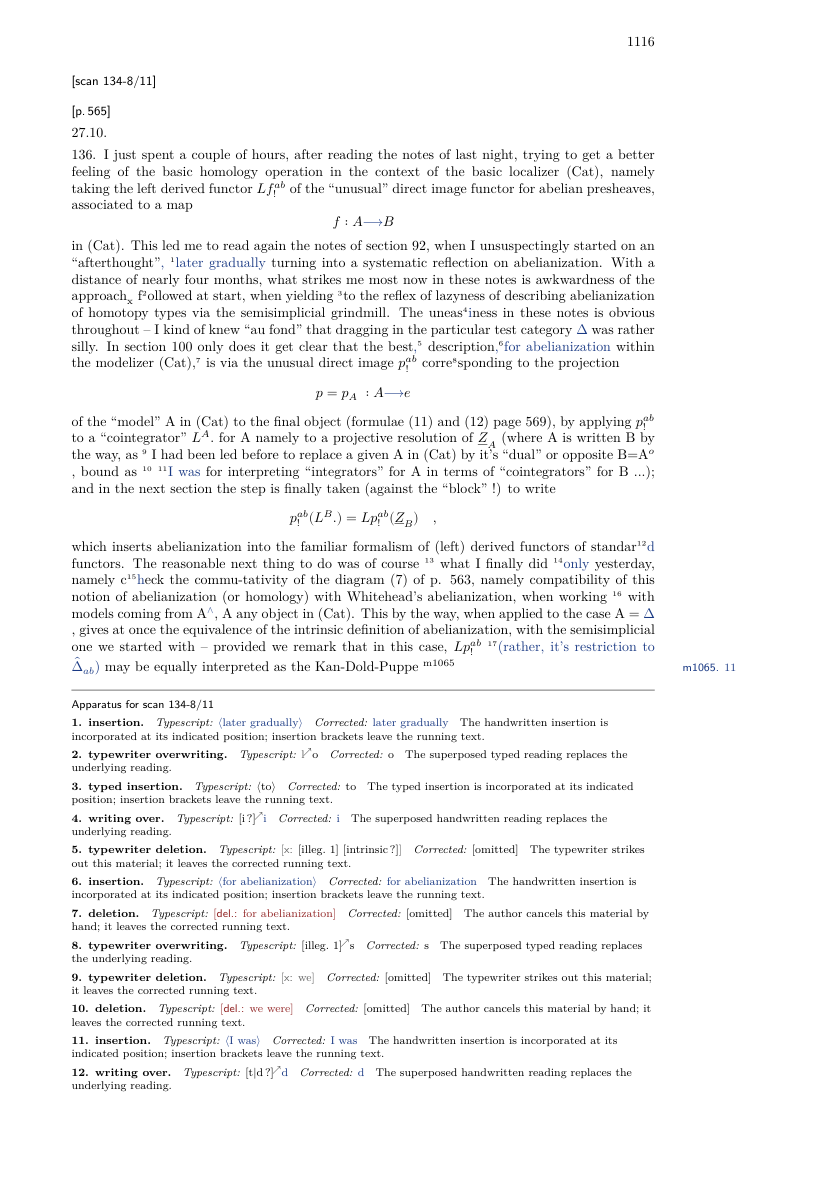 1116
[scan 134-8/11]
[p. 565]
27.10.
136. I just spent a couple of hours, after reading the notes of last night, trying to get a better
feeling of the basic homology operation in the context of the basic localizer (Cat), namely
taking the left derived functor Lf_!^{ab} of the “unusual” direct image functor for abelian presheaves,
associated to a map
f : A⟶B
in (Cat). This led me to read again the notes of section 92, when I unsuspectingly started on an
“afterthought”, ¹later gradually turning into a systematic reflection on abelianization. With a
distance of nearly four months, what strikes me most now in these notes is awkwardness of the
approach_x f²ollowed at start, when yielding ³to the reflex of lazyness of describing abelianization
of homotopy types via the semisimplicial grindmill. The uneas⁴iness in these notes is obvious
throughout – I kind of knew “au fond” that dragging in the particular test category Δ was rather
silly. In section 100 only does it get clear that the best,⁵ description,⁶for abelianization within
the modelizer (Cat),⁷ is via the unusual direct image p_!^{ab} corre⁸sponding to the projection
p = p_A : A⟶e
of the “model” A in (Cat) to the final object (formulae (11) and (12) page 569), by applying p_!^{ab}
to a “cointegrator” L^A. for A namely to a projective resolution of Z_A (where A is written B by
the way, as ⁹ I had been led before to replace a given A in (Cat) by it’s “dual” or opposite B=A^o
, bound as ¹⁰ ¹¹I was for interpreting “integrators” for A in terms of “cointegrators” for B ...);
and in the next section the step is finally taken (against the “block” !) to write
p_!^{ab}(L^B.) = Lp_!^{ab}(Z_B) ,
which inserts abelianization into the familiar formalism of (left) derived functors of standar¹²d
functors. The reasonable next thing to do was of course ¹³ what I finally did ¹⁴only yesterday,
namely c¹⁵heck the commu-tativity of the diagram (7) of p. 563, namely compatibility of this
notion of abelianization (or homology) with Whitehead’s abelianization, when working ¹⁶ with
models coming from A^∧, A any object in (Cat). This by the way, when applied to the case A = Δ
, gives at once the equivalence of the intrinsic definition of abelianization, with the semisimplicial
one we started with – provided we remark that in this case, Lp_!^{ab} ¹⁷(rather, it’s restriction to
Δ̂_{ab}) may be equally interpreted as the Kan-Dold-Puppe ᵐ¹⁰⁶⁵
m1065. 11
Apparatus for scan 134-8/11
1. insertion. Typescript: ⟨later gradually⟩ Corrected: later gradually The handwritten insertion is
incorporated at its indicated position; insertion brackets leave the running text.
2. typewriter overwriting. Typescript: l↗o Corrected: o The superposed typed reading replaces the
underlying reading.
3. typed insertion. Typescript: ⟨to⟩ Corrected: to The typed insertion is incorporated at its indicated
position; insertion brackets leave the running text.
4. writing over. Typescript: [i ?]↗i Corrected: i The superposed handwritten reading replaces the
underlying reading.
5. typewriter deletion. Typescript: [x: [illeg. 1] [intrinsic ?]] Corrected: [omitted] The typewriter strikes
out this material; it leaves the corrected running text.
6. insertion. Typescript: ⟨for abelianization⟩ Corrected: for abelianization The handwritten insertion is
incorporated at its indicated position; insertion brackets leave the running text.
7. deletion. Typescript: [del.: for abelianization] Corrected: [omitted] The author cancels this material by
hand; it leaves the corrected running text.
8. typewriter overwriting. Typescript: [illeg. 1]↗s Corrected: s The superposed typed reading replaces
the underlying reading.
9. typewriter deletion. Typescript: [x: we] Corrected: [omitted] The typewriter strikes out this material;
it leaves the corrected running text.
10. deletion. Typescript: [del.: we were] Corrected: [omitted] The author cancels this material by hand; it
leaves the corrected running text.
11. insertion. Typescript: ⟨I was⟩ Corrected: I was The handwritten insertion is incorporated at its
indicated position; insertion brackets leave the running text.
12. writing over. Typescript: [t|d ?]↗d Corrected: d The superposed handwritten reading replaces the
underlying reading.